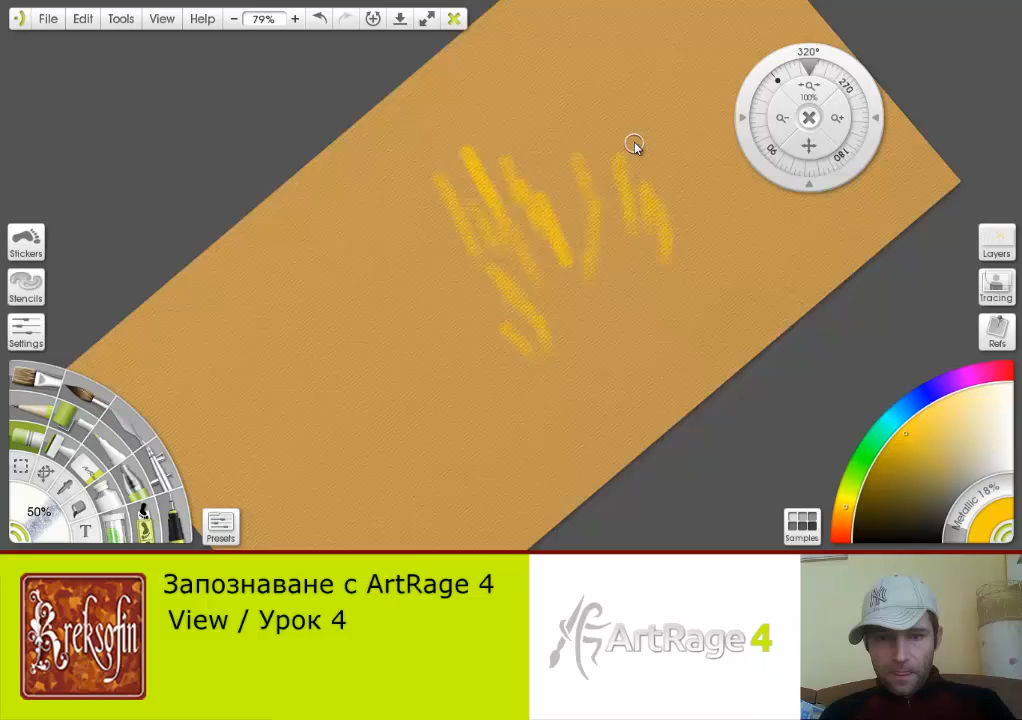 File Edit Tools View Help − 79% +
320°
270
100%
90
180
Stickers
Stencils
Settings
Layers
Tracing
Refs
50%
T
Presets
Samples
Metallic 18%
Запознаване с ArtRage 4
View / Урок 4
Kreksofin
ArtRage 4